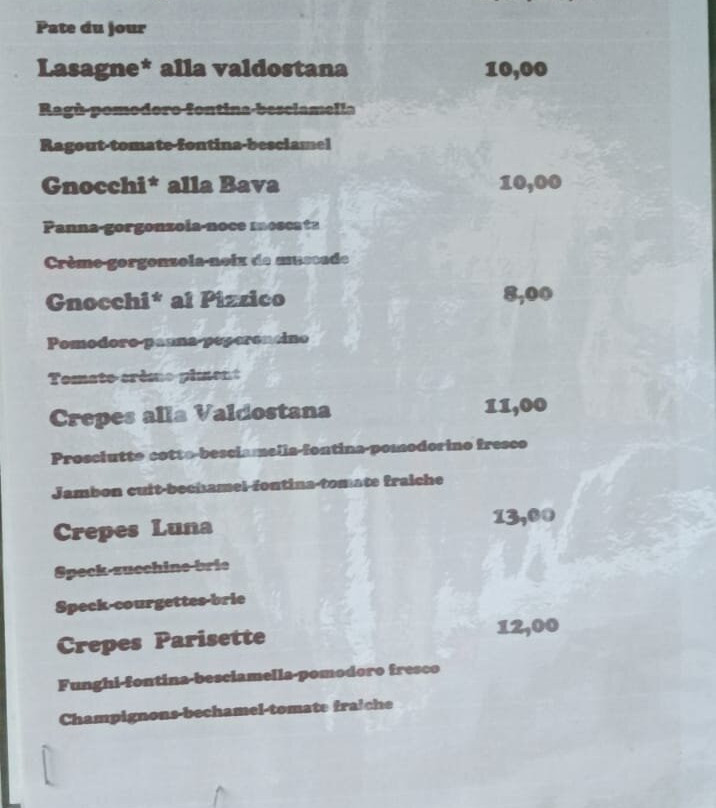 Pate du jour
Lasagne* alla valdostana 10,00
Ragù-pomodoro-fontina-besciamella
Ragout-tomate-fontina-besciamel
Gnocchi* alla Bava 10,00
Panna-gorgonzola-noce moscata
Crème-gorgonzola-noix de muscade
Gnocchi* al Pizzico 8,00
Pomodoro-panna-peperoncino
Tomate-crème-piment
Crepes alla Valdostana 11,00
Prosciutto cotto-besciamella-fontina-pomodorino fresco
Jambon cuit-bechamel-fontina-tomate fraiche
Crepes Luna 13,00
Speck-zucchine-brie
Speck-courgettes-brie
Crepes Parisette 12,00
Funghi-fontina-besciamella-pomodoro fresco
Champignons-bechamel-tomate fraiche